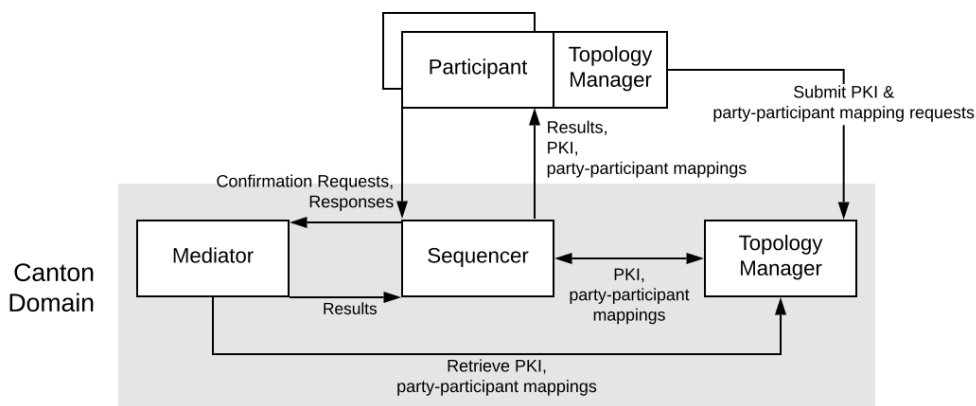 Participant
Topology
Manager
Submit PKI &
party-participant mapping requests
Results,
PKI,
party-participant mappings
Confirmation Requests,
Responses
Canton
Domain
Mediator
Sequencer
Topology
Manager
Results
PKI,
party-participant
mappings
Retrieve PKI,
party-participant mappings